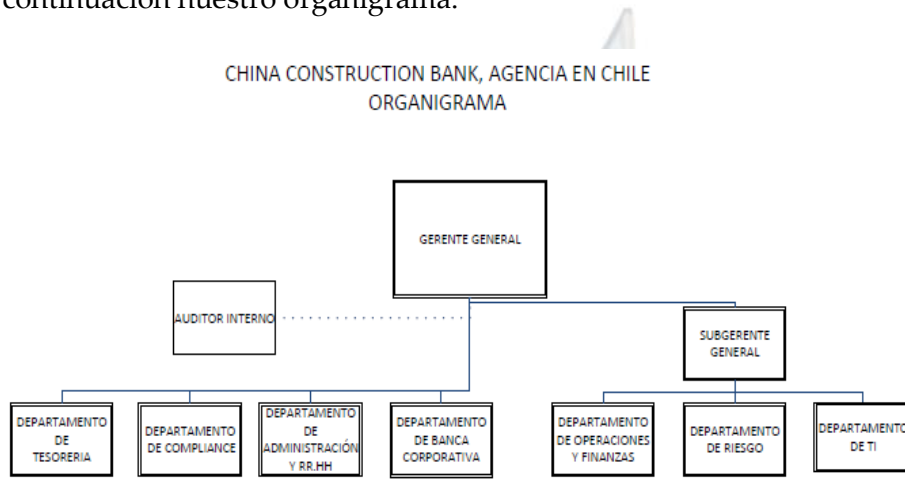 continuación nuestro organigrama:
CHINA CONSTRUCTION BANK, AGENCIA EN CHILE
ORGANIGRAMA
GERENTE GENERAL
AUDITOR INTERNO
SUBGERENTE
GENERAL
DEPARTAMENTO
DE
TESORERIA
DEPARTAMENTO
DE COMPLIANCE
DEPARTAMENTO
DE
ADMINISTRACIÓN
Y RR.HH
DEPARTAMENTO
DE BANCA
CORPORATIVA
DEPARTAMENTO
DE OPERACIONES
Y FINANZAS
DEPARTAMENTO
DE RIESGO
DEPARTAMENTO
DE TI